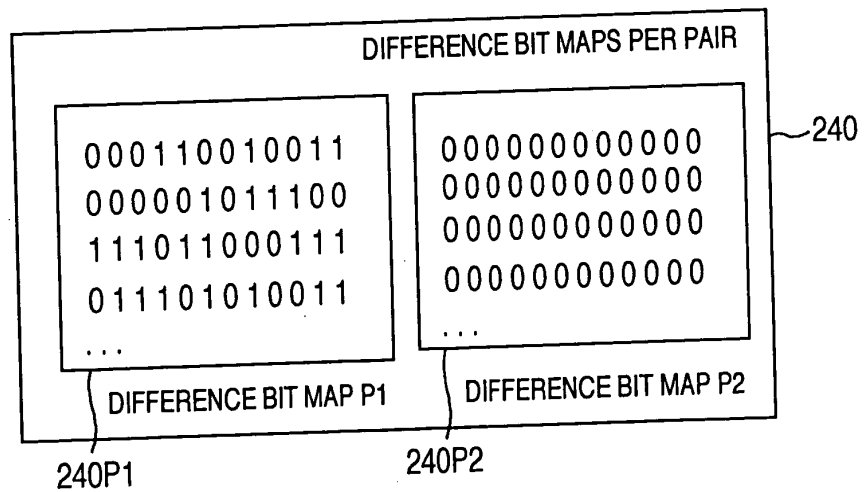 DIFFERENCE BIT MAPS PER PAIR
000110010011
000001011100
111011000111
011101010011
...
DIFFERENCE BIT MAP P1
240P1
000000000000
000000000000
000000000000
000000000000
...
DIFFERENCE BIT MAP P2
240P2
240